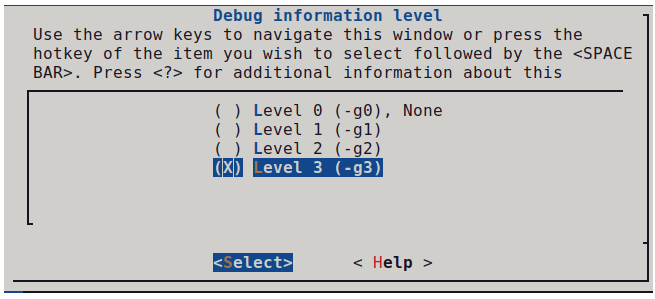 Debug information level
Use the arrow keys to navigate this window or press the
hotkey of the item you wish to select followed by the <SPACE
BAR>. Press <?> for additional information about this
( ) Level 0 (-g0), None
( ) Level 1 (-g1)
( ) Level 2 (-g2)
(X) Level 3 (-g3)
<Select> < Help >